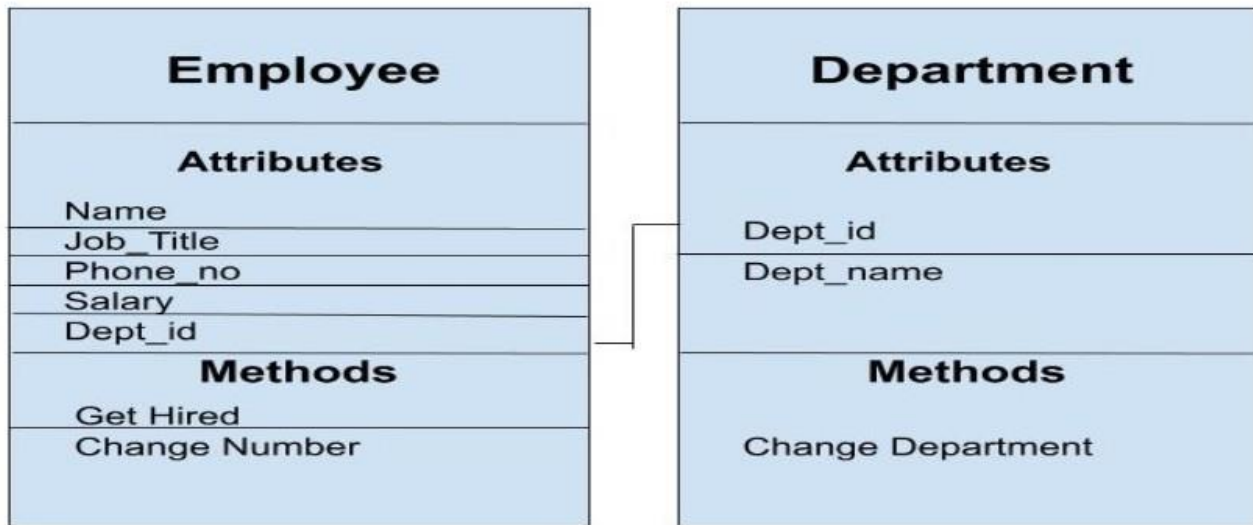 Employee
Attributes
Name
Job_Title
Phone_no
Salary
Dept_id
Methods
Get Hired
Change Number
Department
Attributes
Dept_id
Dept_name
Methods
Change Department